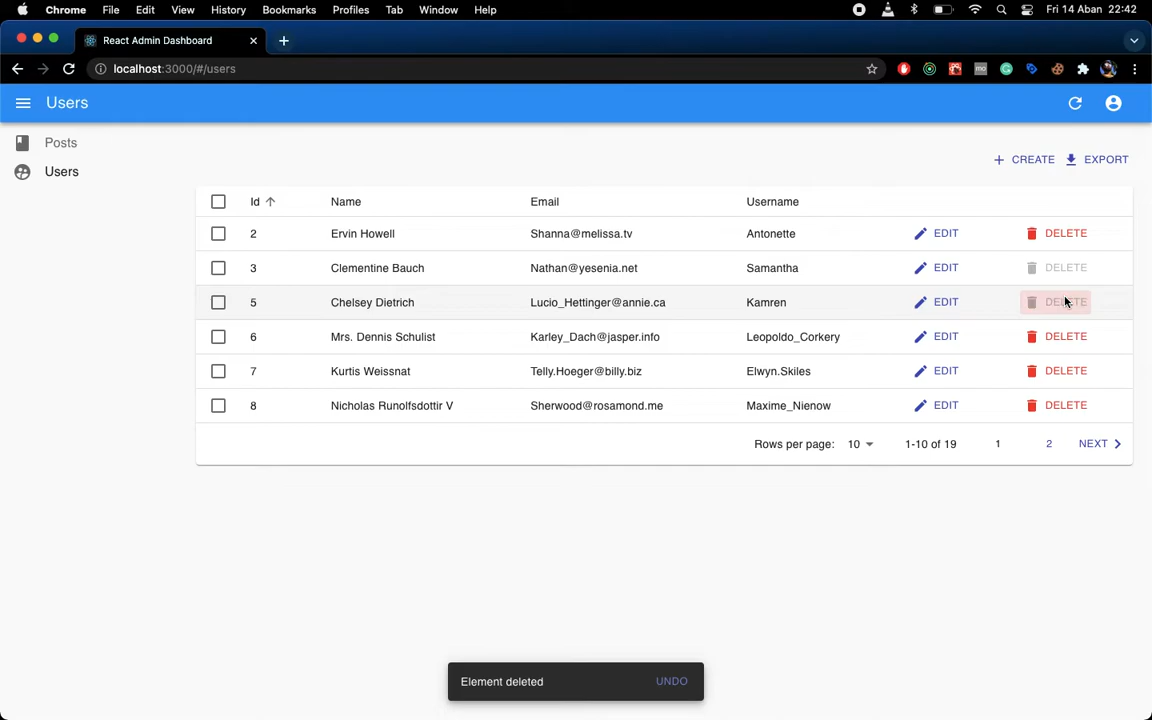 Chrome File Edit View History Bookmarks Profiles Tab Window Help Fri 14 Aban 22:42
React Admin Dashboard
localhost:3000/#/users
Users
Posts
Users
CREATE EXPORT
Id Name Email Username
2 Ervin Howell Shanna@melissa.tv Antonette EDIT DELETE
3 Clementine Bauch Nathan@yesenia.net Samantha EDIT DELETE
5 Chelsey Dietrich Lucio_Hettinger@annie.ca Kamren EDIT DELETE
6 Mrs. Dennis Schulist Karley_Dach@jasper.info Leopoldo_Corkery EDIT DELETE
7 Kurtis Weissnat Telly.Hoeger@billy.biz Elwyn.Skiles EDIT DELETE
8 Nicholas Runolfsdottir V Sherwood@rosamond.me Maxime_Nienow EDIT DELETE
Rows per page: 10 1-10 of 19 1 2 NEXT
Element deleted UNDO